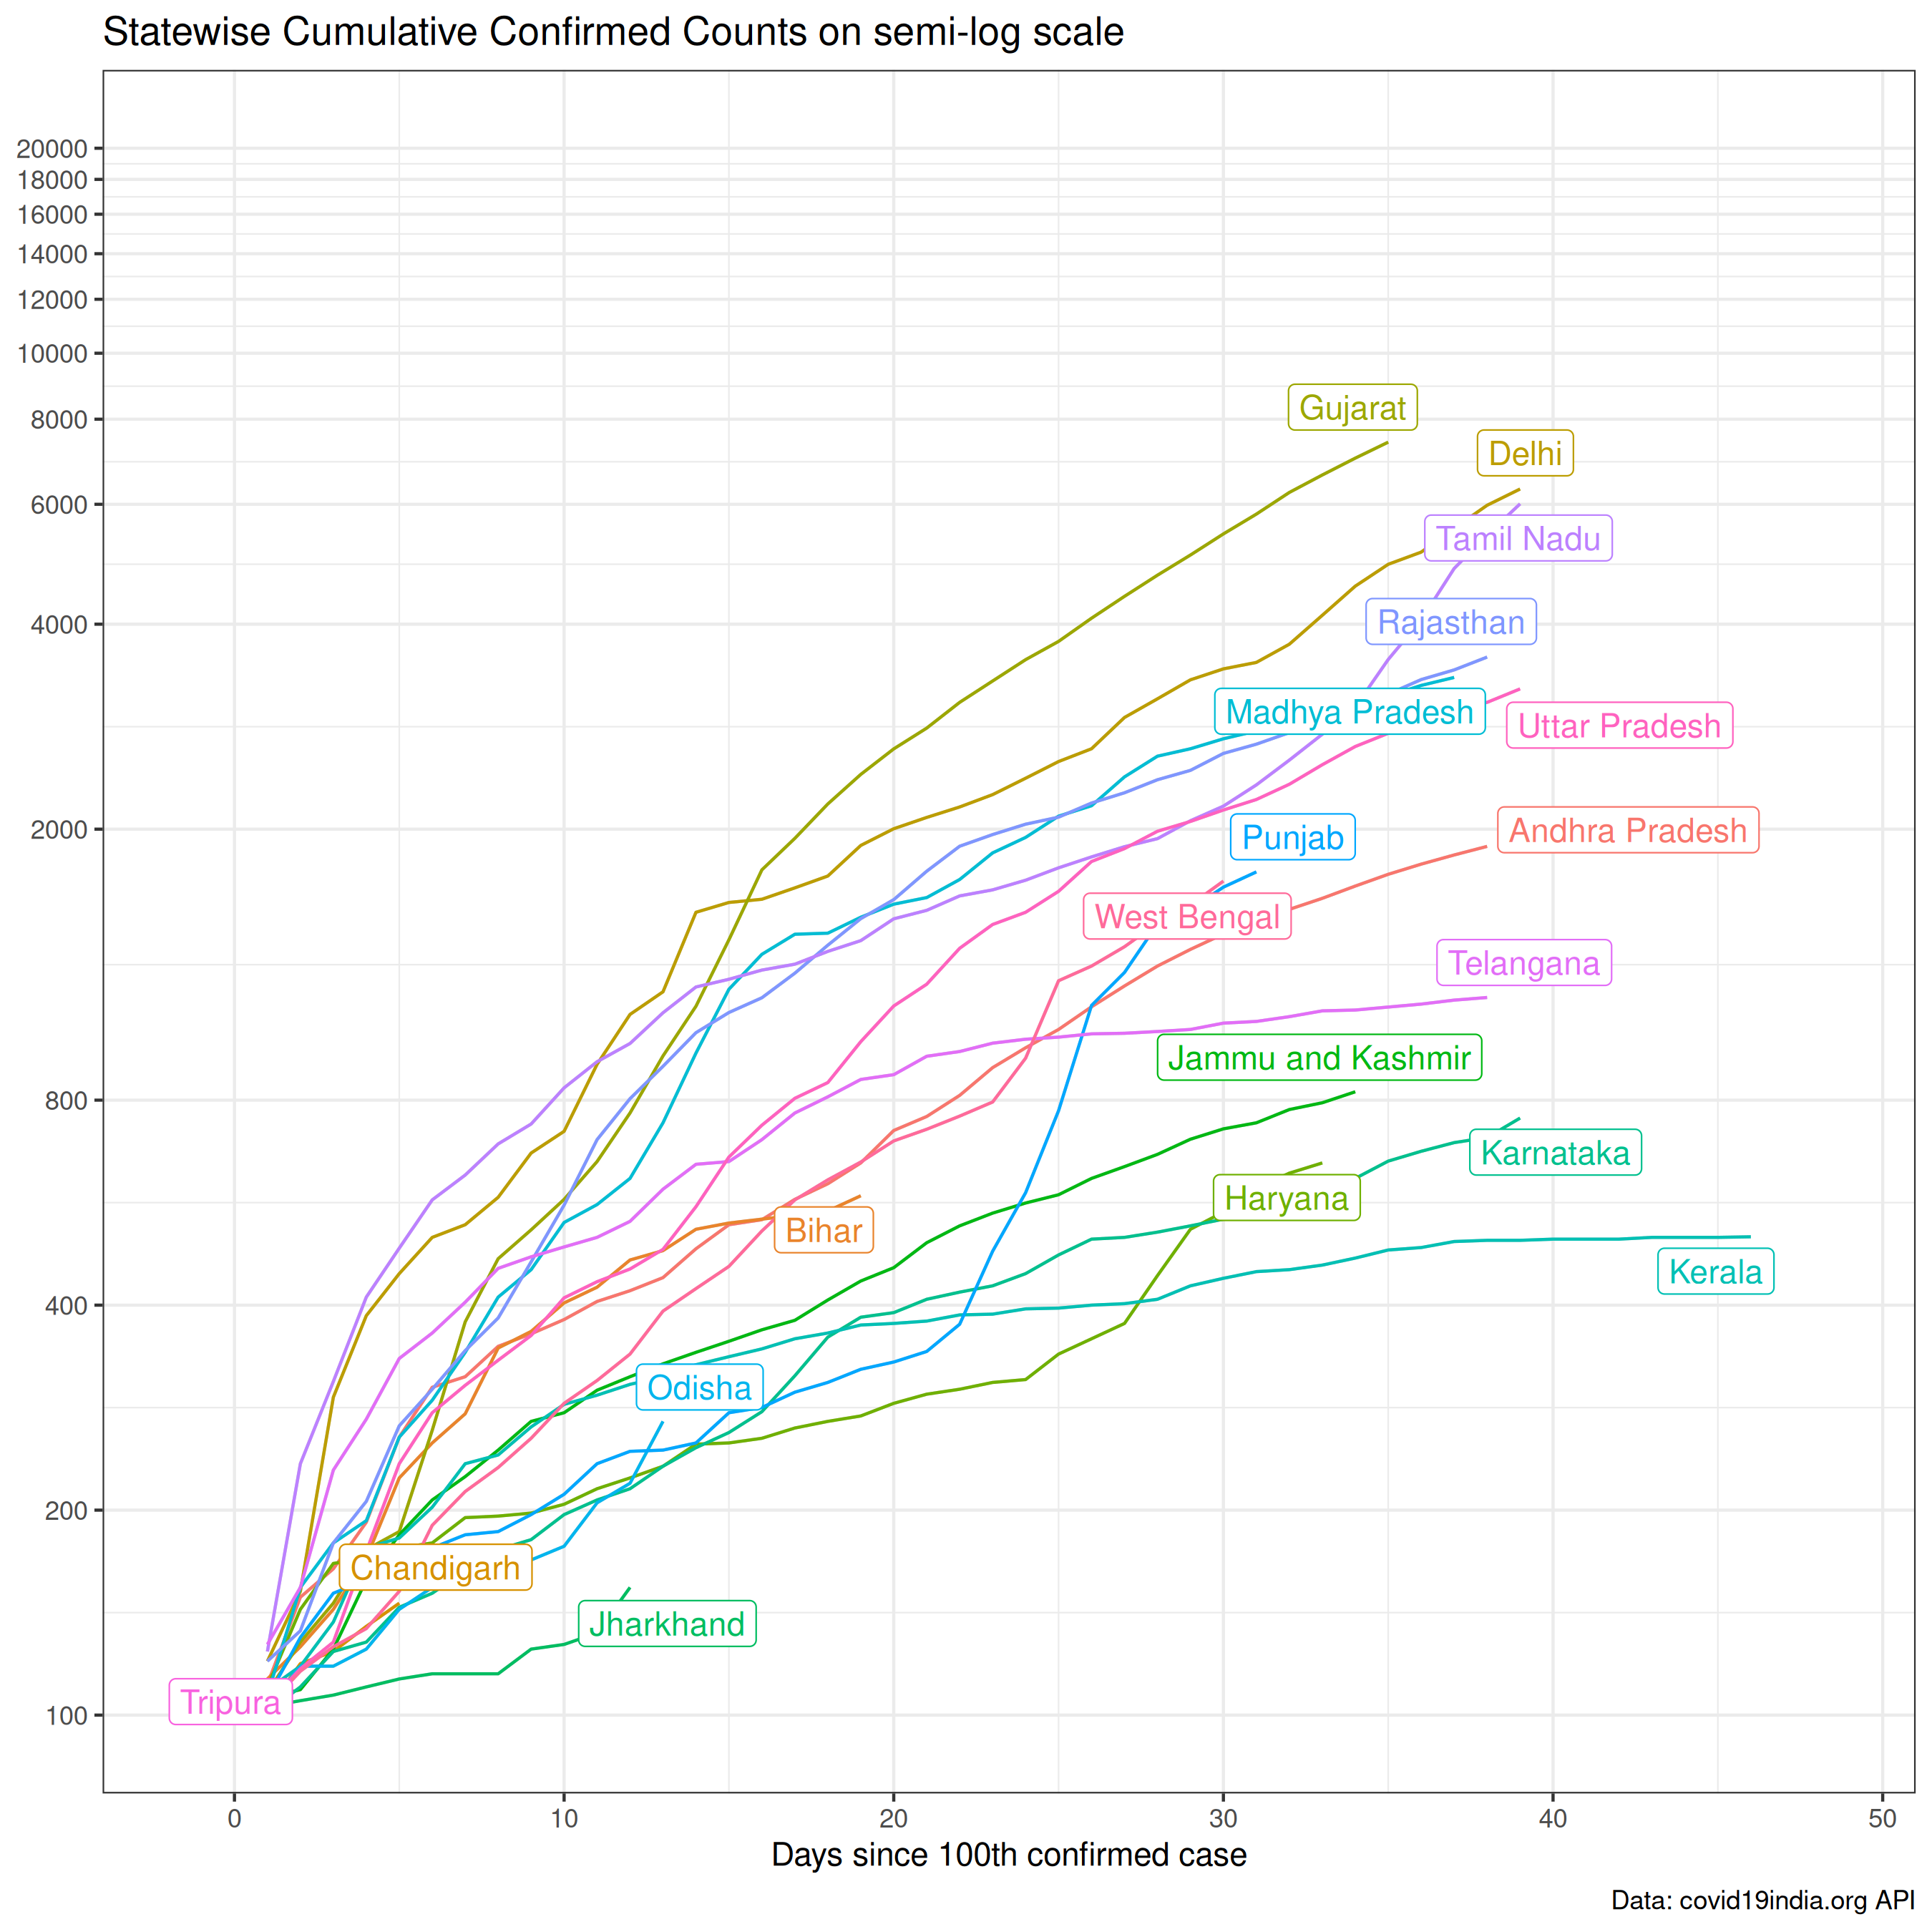 Statewise Cumulative Confirmed Counts on semi-log scale
20000
18000
16000
14000
12000
10000
8000
6000
4000
2000
800
400
200
100
Gujarat
Delhi
Tamil Nadu
Rajasthan
Madhya Pradesh
Uttar Pradesh
Andhra Pradesh
Punjab
West Bengal
Telangana
Jammu and Kashmir
Karnataka
Haryana
Bihar
Kerala
Odisha
Chandigarh
Jharkhand
Tripura
0 10 20 30 40 50
Days since 100th confirmed case
Data: covid19india.org API